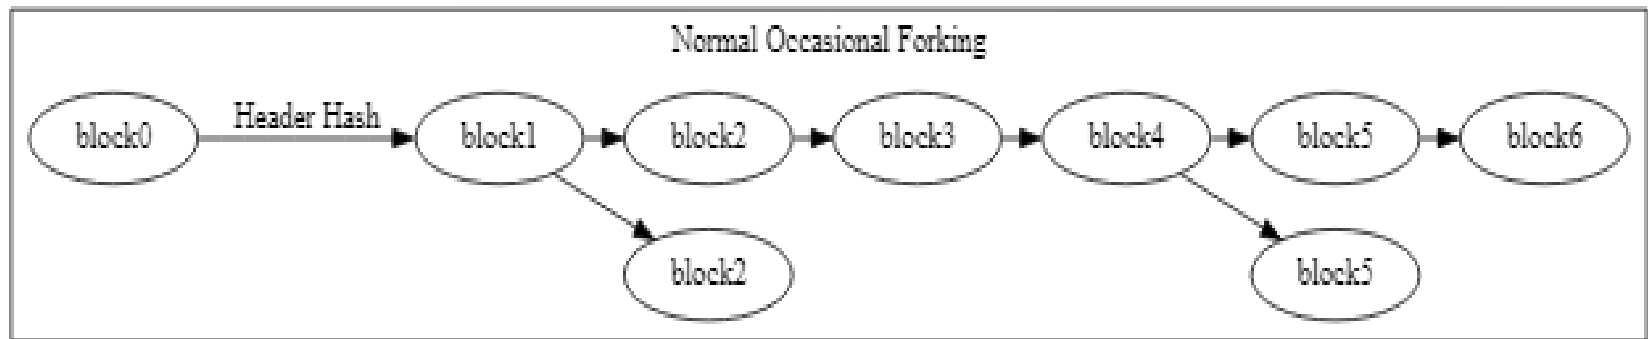 Normal Occasional Forking
Header Hash
block0
block1
block2
block3
block4
block5
block6
block2
block5